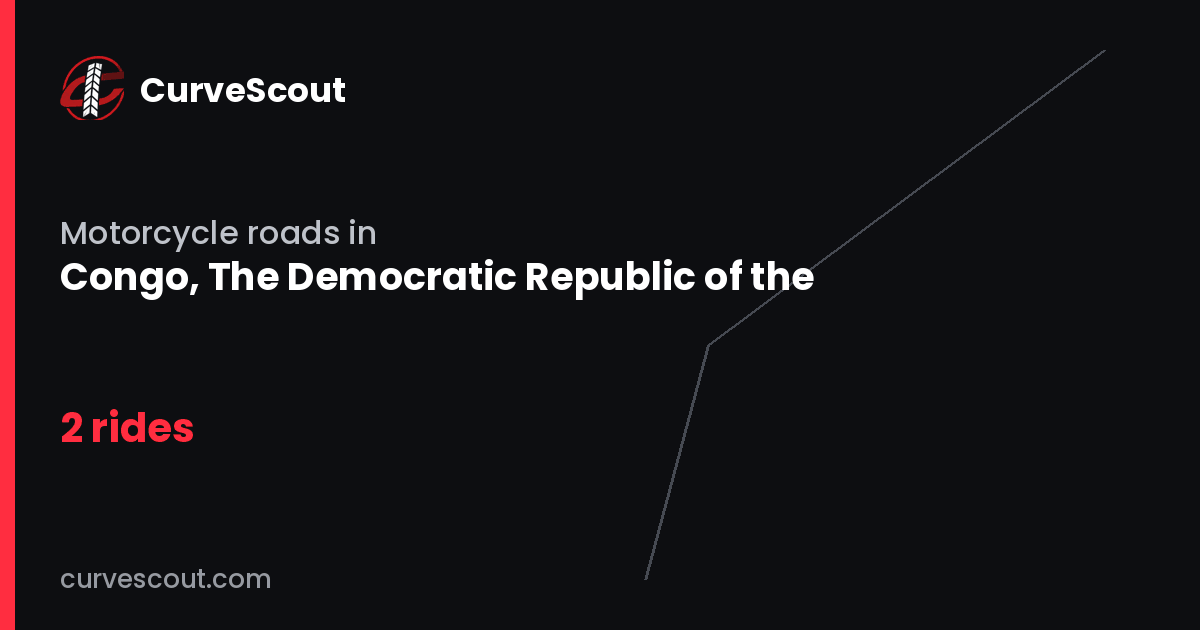 CurveScout
Motorcycle roads in
Congo, The Democratic Republic of the
2 rides
curvescout.com